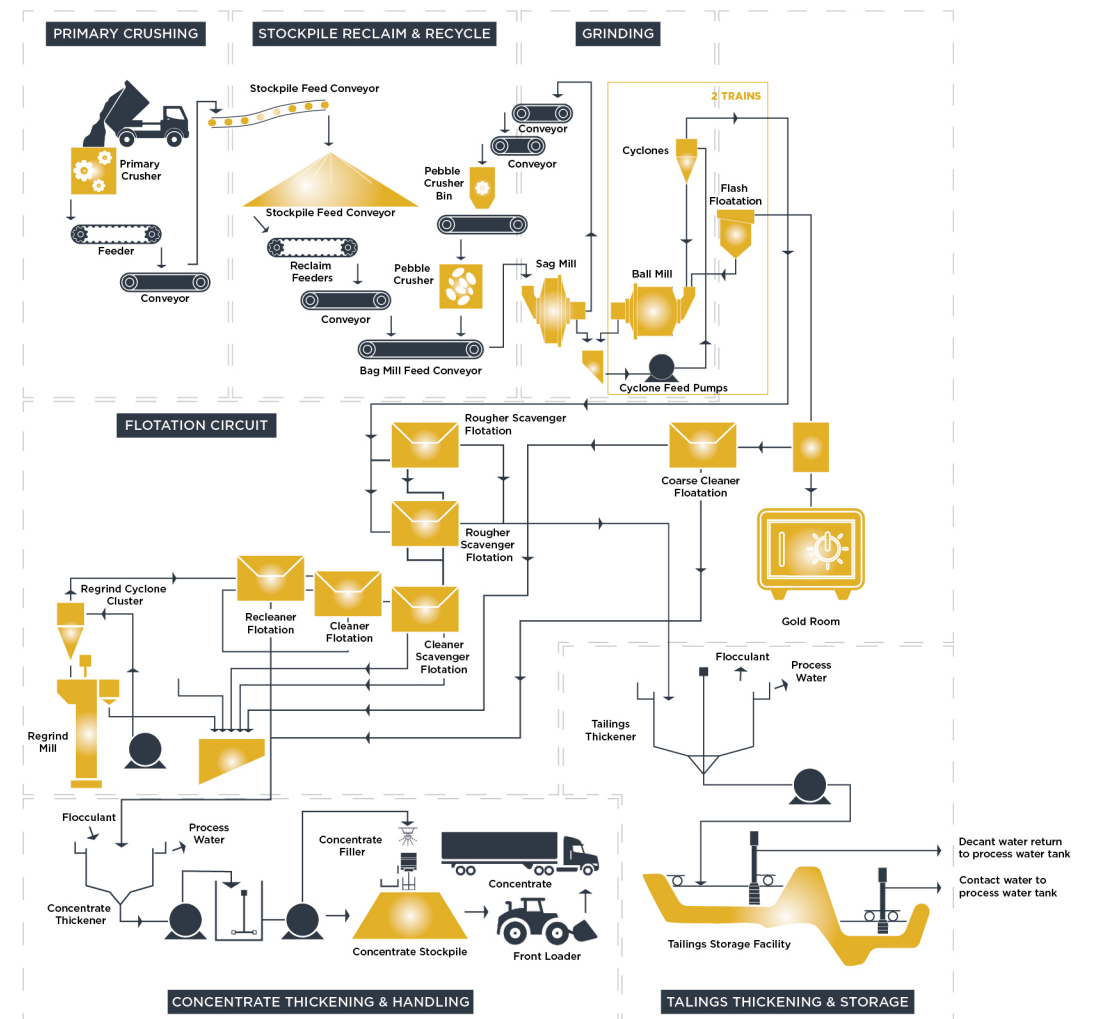 PRIMARY CRUSHING
STOCKPILE RECLAIM & RECYCLE
GRINDING
Stockpile Feed Conveyor
2 TRAINS
Conveyor
Conveyor
Cyclones
Primary
Crusher
Pebble
Crusher
Bin
Flash
Floatation
Stockpile Feed Conveyor
Feeder
Reclaim
Feeders
Pebble
Crusher
Sag Mill
Ball Mill
Conveyor
Conveyor
Bag Mill Feed Conveyor
Cyclone Feed Pumps
FLOTATION CIRCUIT
Rougher Scavenger
Flotation
Coarse Cleaner
Floatation
Rougher
Scavenger
Flotation
Regrind Cyclone
Cluster
Recleaner
Flotation
Cleaner
Flotation
Cleaner
Scavenger
Flotation
Gold Room
Regrind
Mill
Flocculant
Process
Water
Tailings
Thickener
Flocculant
Process
Water
Concentrate
Filler
Concentrate
Concentrate
Thickener
Concentrate Stockpile
Front Loader
Decant water return
to process water tank
Contact water to
process water tank
Tailings Storage Facility
CONCENTRATE THICKENING & HANDLING
TALINGS THICKENING & STORAGE